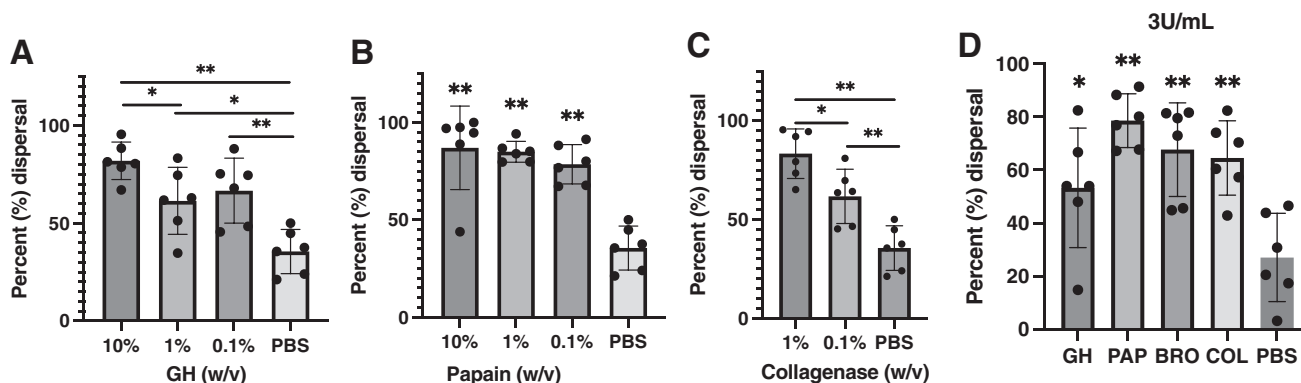 A
Percent (%) dispersal
100
50
0
**
*
*
**
10%
1%
0.1%
PBS
GH (w/v)
B
Percent (%) dispersal
100
50
0
**
**
**
10%
1%
0.1%
PBS
Papain (w/v)
C
Percent (%) dispersal
100
50
0
**
*
**
1%
0.1%
PBS
Collagenase (w/v)
D
3U/mL
Percent (%) dispersal
100
80
60
40
20
0
*
**
**
**
GH
PAP
BRO
COL
PBS